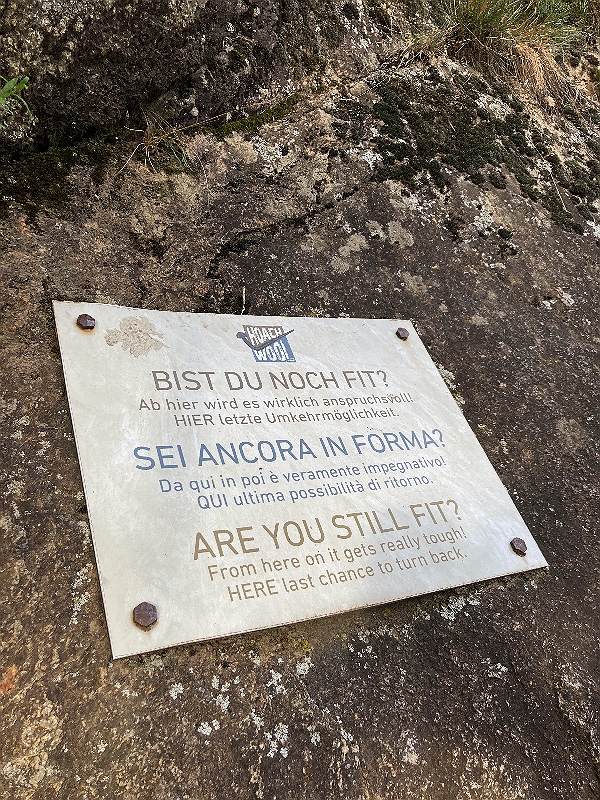 HOACH
WOOL
BIST DU NOCH FIT?
Ab hier wird es wirklich anspruchsvoll!
HIER letzte Umkehrmöglichkeit.
SEI ANCORA IN FORMA?
Da qui in poi è veramente impegnativo!
QUI ultima possibilità di ritorno.
ARE YOU STILL FIT?
From here on it gets really tough!
HERE last chance to turn back.